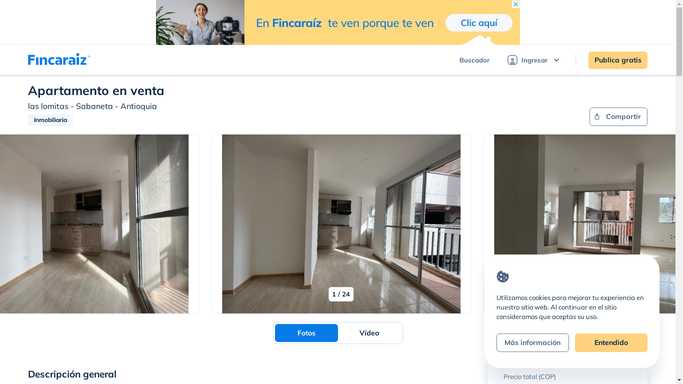 En Fincaraíz te ven porque te ven
Clic aquí
Fincaraíz
Buscador
Ingresar
Publica gratis
Apartamento en venta
las lomitas - Sabaneta - Antioquia
Inmobiliaria
Compartir
1 / 24
Fotos
Vídeo
Utilizamos cookies para mejorar tu experiencia en
nuestro sitio web. Al continuar en el sitio
consideramos que aceptas su uso.
Más información
Entendido
Descripción general
Precio total (COP)